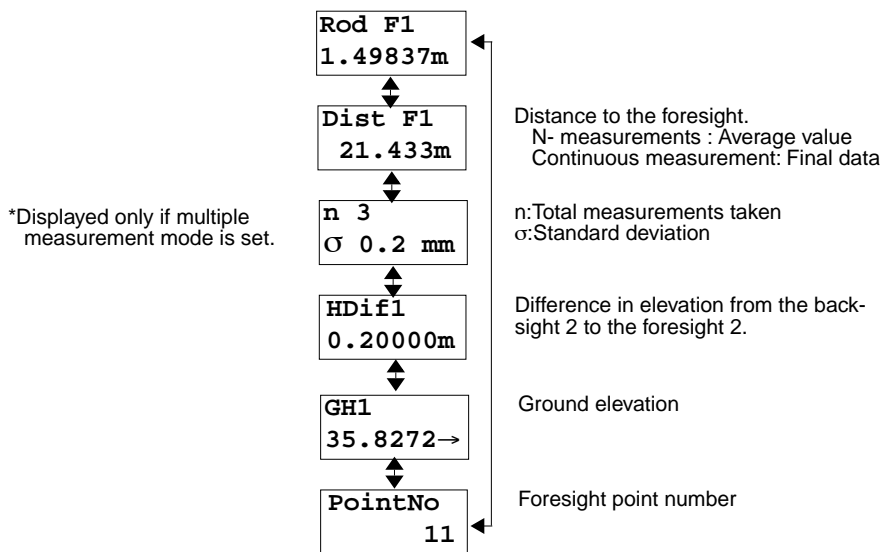 Rod F1
1.49837m
Dist F1
21.433m
Distance to the foresight.
N- measurements : Average value
Continuous measurement: Final data
*Displayed only if multiple
measurement mode is set.
n 3
σ 0.2 mm
n:Total measurements taken
σ:Standard deviation
HDif1
0.20000m
Difference in elevation from the back-
sight 2 to the foresight 2.
GH1
35.8272→
Ground elevation
PointNo
11
Foresight point number